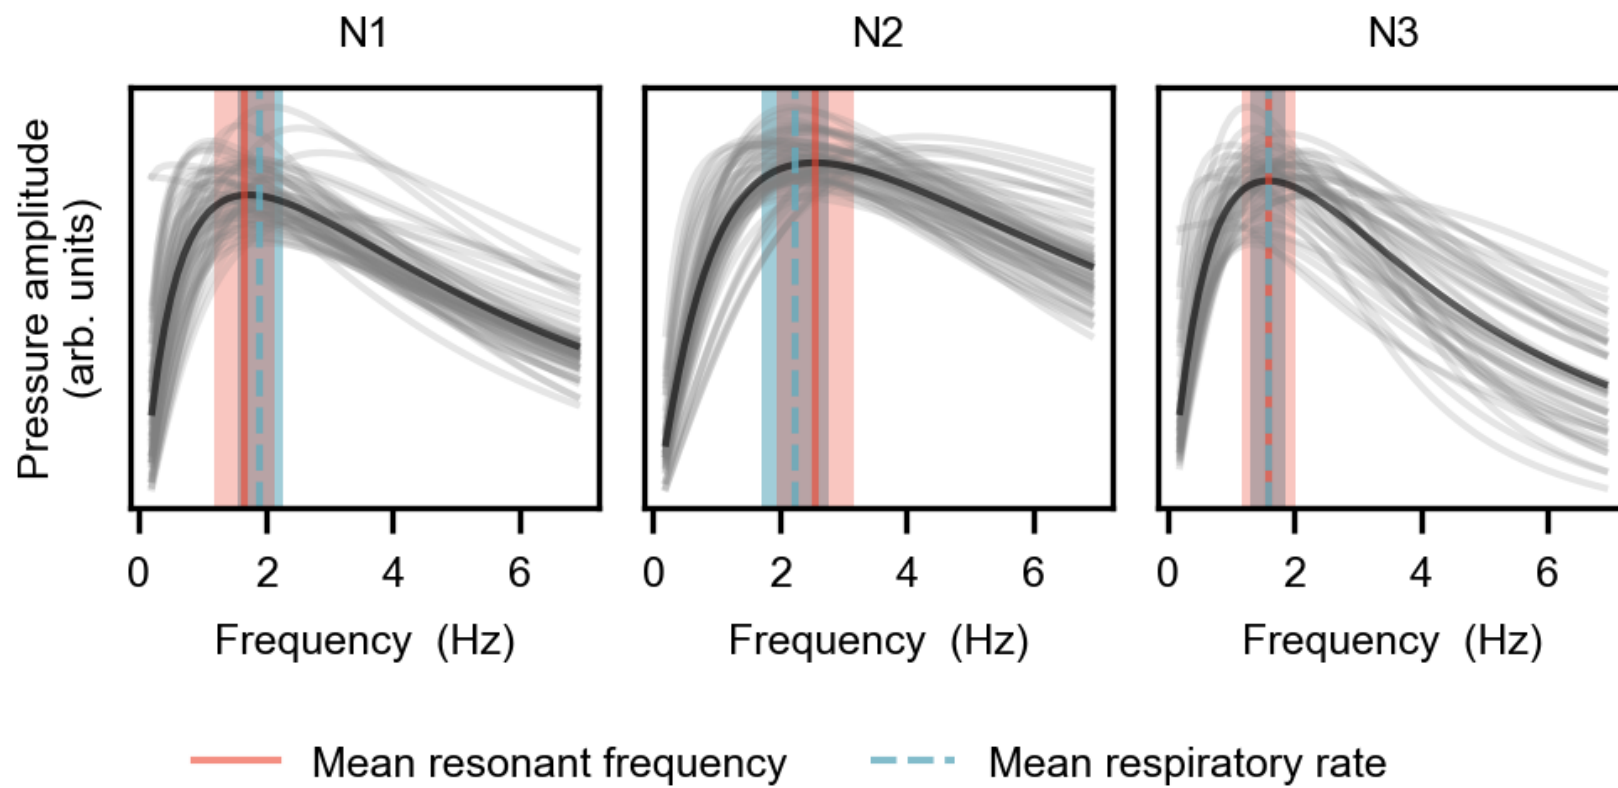 N1 N2 N3
Pressure amplitude
(arb. units)
0 2 4 6 0 2 4 6 0 2 4 6
Frequency (Hz) Frequency (Hz) Frequency (Hz)
Mean resonant frequency Mean respiratory rate